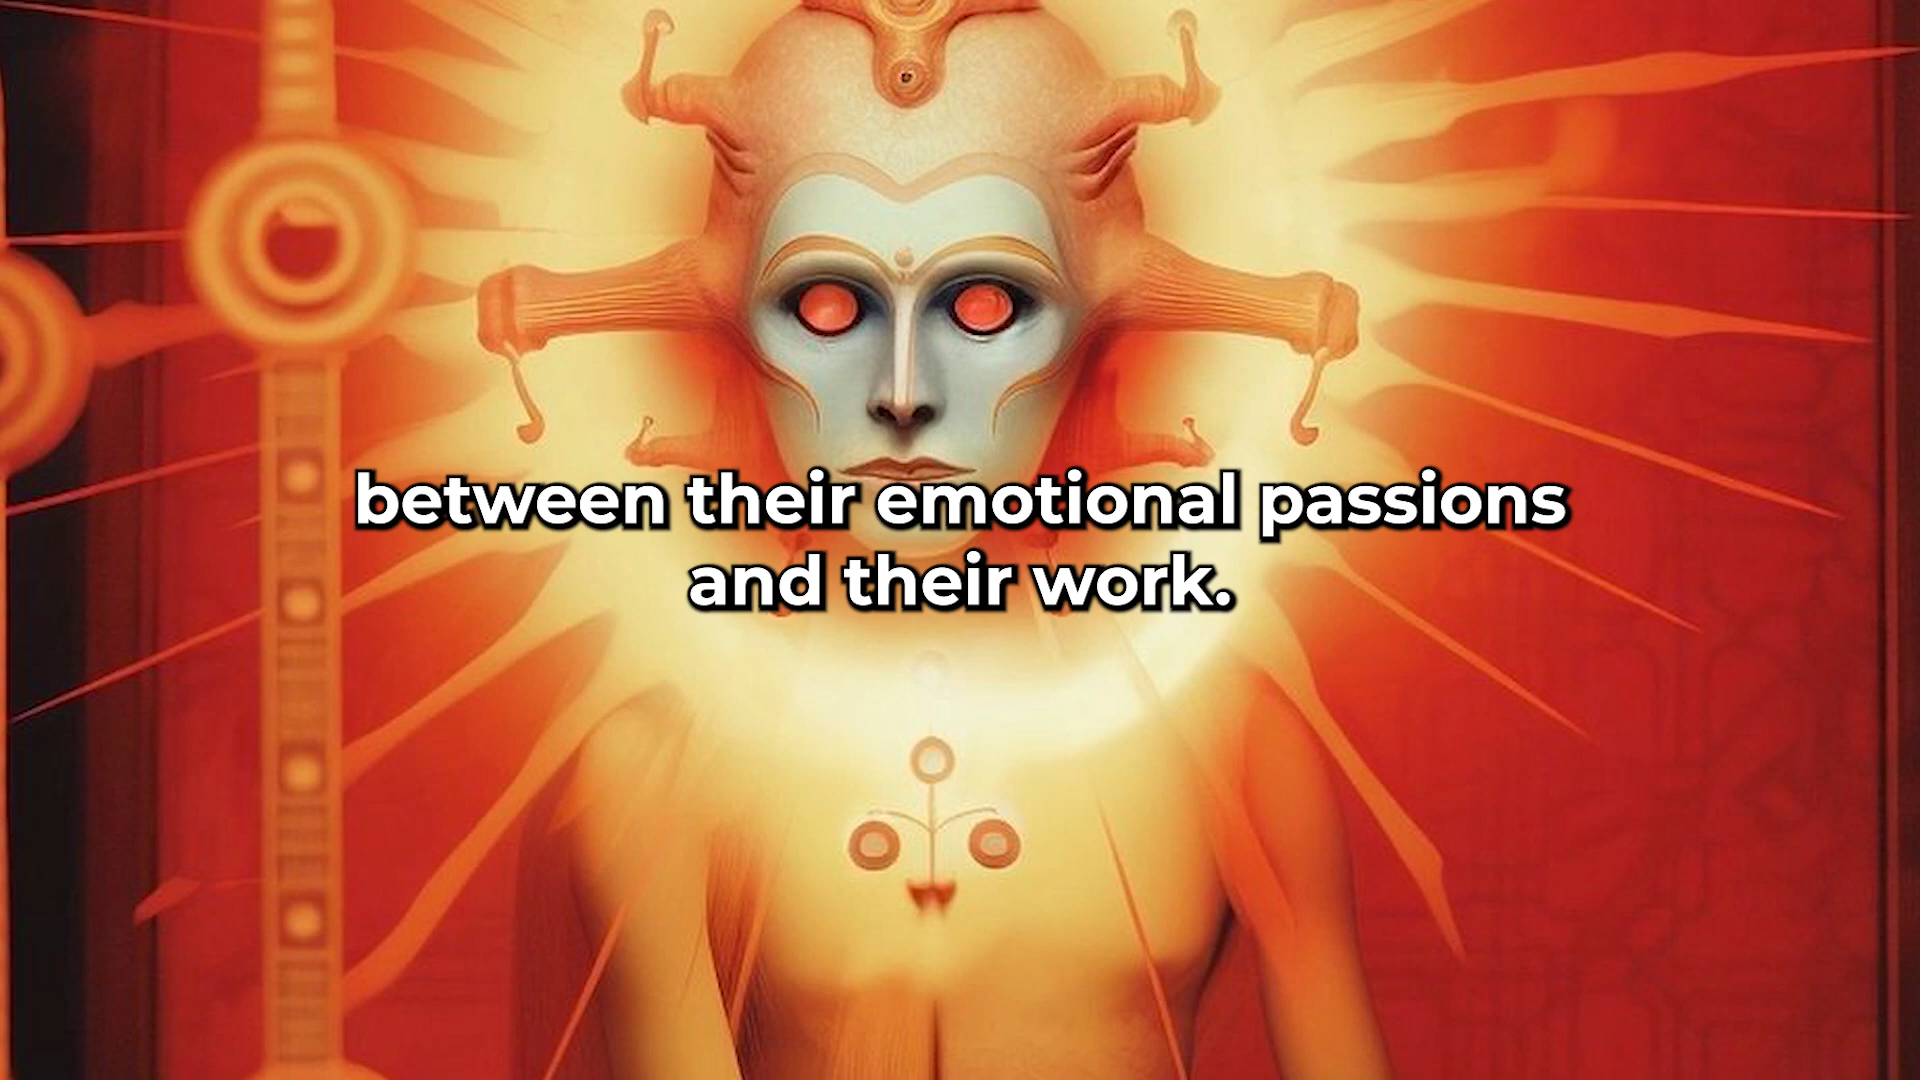 between their emotional passions
and their work.